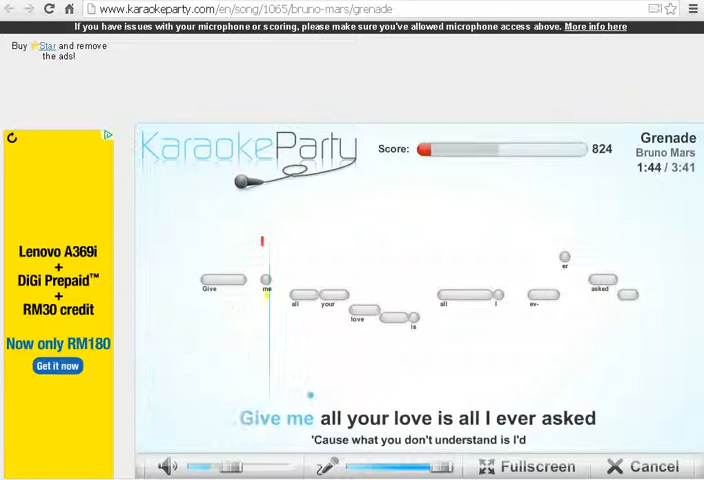 www.karaokeparty.com/en/song/1065/bruno-mars/grenade
If you have issues with your microphone or scoring, please make sure you've allowed microphone access above. More info here
Buy Star and remove
the ads!
KaraokeParty
Score: 824
Grenade
Bruno Mars
1:44 / 3:41
Lenovo A369i
+
DiGi Prepaid™
+
RM30 credit
Now only RM180
Get it now
er
Give me asked
all your all I ev-
love is
Give me all your love is all I ever asked
'Cause what you don't understand is I'd
Fullscreen
Cancel